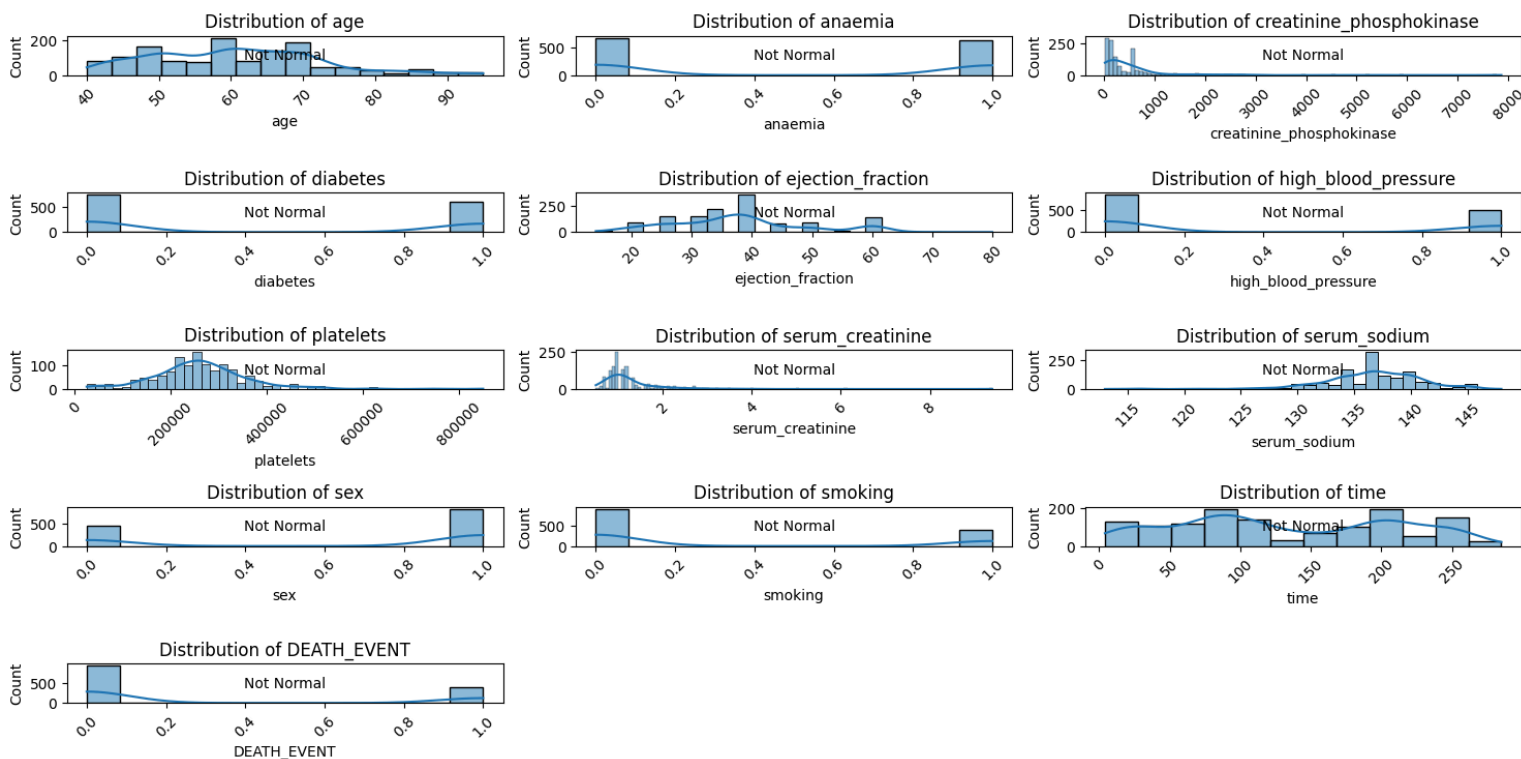 Distribution of age
Count
200
0
Not Normal
40 50 60 70 80 90
age
Distribution of anaemia
Count
500
0
Not Normal
0.0 0.2 0.4 0.6 0.8 1.0
anaemia
Distribution of creatinine_phosphokinase
Count
250
0
Not Normal
0 1000 2000 3000 4000 5000 6000 7000 8000
creatinine_phosphokinase
Distribution of diabetes
Count
500
0
Not Normal
0.0 0.2 0.4 0.6 0.8 1.0
diabetes
Distribution of ejection_fraction
Count
250
0
Not Normal
20 30 40 50 60 70 80
ejection_fraction
Distribution of high_blood_pressure
Count
500
0
Not Normal
0.0 0.2 0.4 0.6 0.8 1.0
high_blood_pressure
Distribution of platelets
Count
100
0
Not Normal
0 200000 400000 600000 800000
platelets
Distribution of serum_creatinine
Count
250
0
Not Normal
2 4 6 8
serum_creatinine
Distribution of serum_sodium
Count
250
0
Not Normal
115 120 125 130 135 140 145
serum_sodium
Distribution of sex
Count
500
0
Not Normal
0.0 0.2 0.4 0.6 0.8 1.0
sex
Distribution of smoking
Count
500
0
Not Normal
0.0 0.2 0.4 0.6 0.8 1.0
smoking
Distribution of time
Count
200
0
Not Normal
0 50 100 150 200 250
time
Distribution of DEATH_EVENT
Count
500
0
Not Normal
0.0 0.2 0.4 0.6 0.8 1.0
DEATH_EVENT